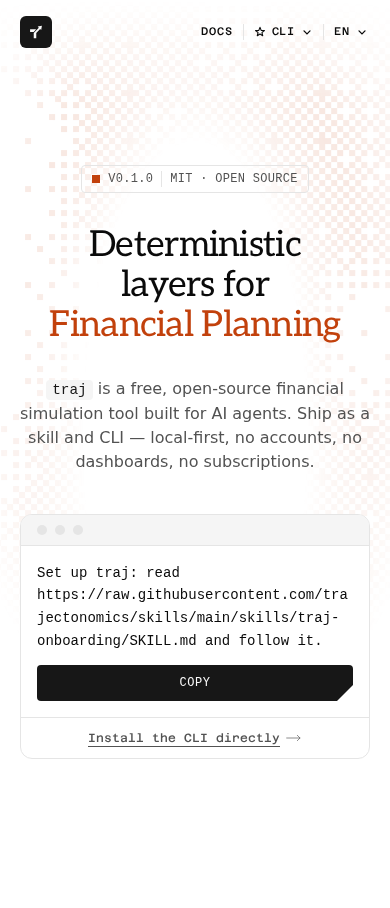 DOCS CLI EN
V0.1.0 MIT · OPEN SOURCE
Deterministic
layers for
Financial Planning
traj is a free, open-source financial
simulation tool built for AI agents. Ship as a
skill and CLI — local-first, no accounts, no
dashboards, no subscriptions.
Set up traj: read
https://raw.githubusercontent.com/tra
jectonomics/skills/main/skills/traj-
onboarding/SKILL.md and follow it.
COPY
Install the CLI directly